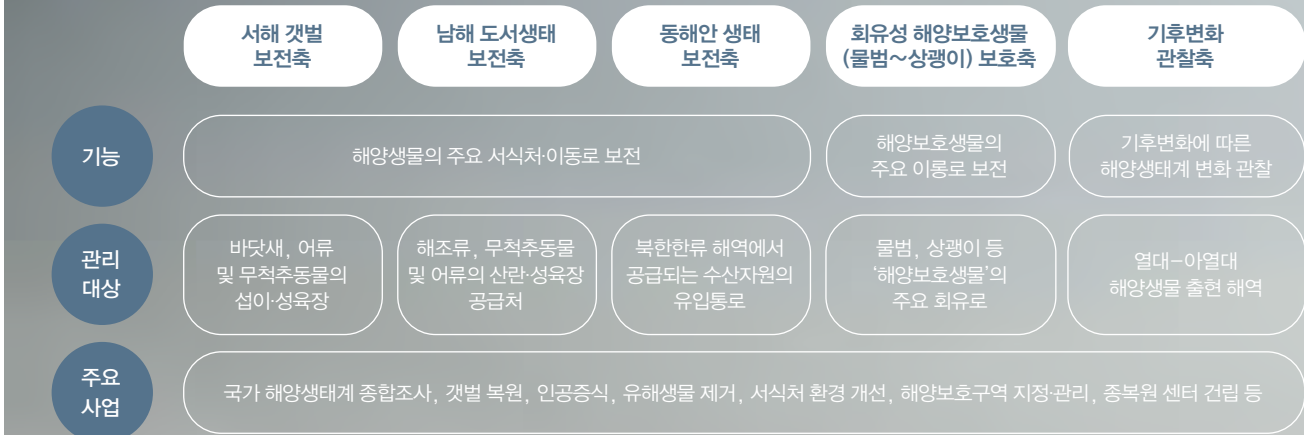 서해 갯벌
보전축
남해 도서생태
보전축
동해안 생태
보전축
회유성 해양보호생물
(물범~상괭이) 보호축
기후변화
관찰축
기능
해양생물의 주요 서식처·이동로 보전
해양보호생물의
주요 이롱로 보전
기후변화에 따른
해양생태계 변화 관찰
관리
대상
바닷새, 어류
및 무척추동물의
섭이·성육장
해조류, 무척추동물
및 어류의 산란·성육장
공급처
북한한류 해역에서
공급되는 수산자원의
유입통로
물범, 상괭이 등
'해양보호생물'의
주요 회유로
열대-아열대
해양생물 출현 해역
주요
사업
국가 해양생태계 종합조사, 갯벌 복원, 인공증식, 유해생물 제거, 서식처 환경 개선, 해양보호구역 지정·관리, 종복원 센터 건립 등